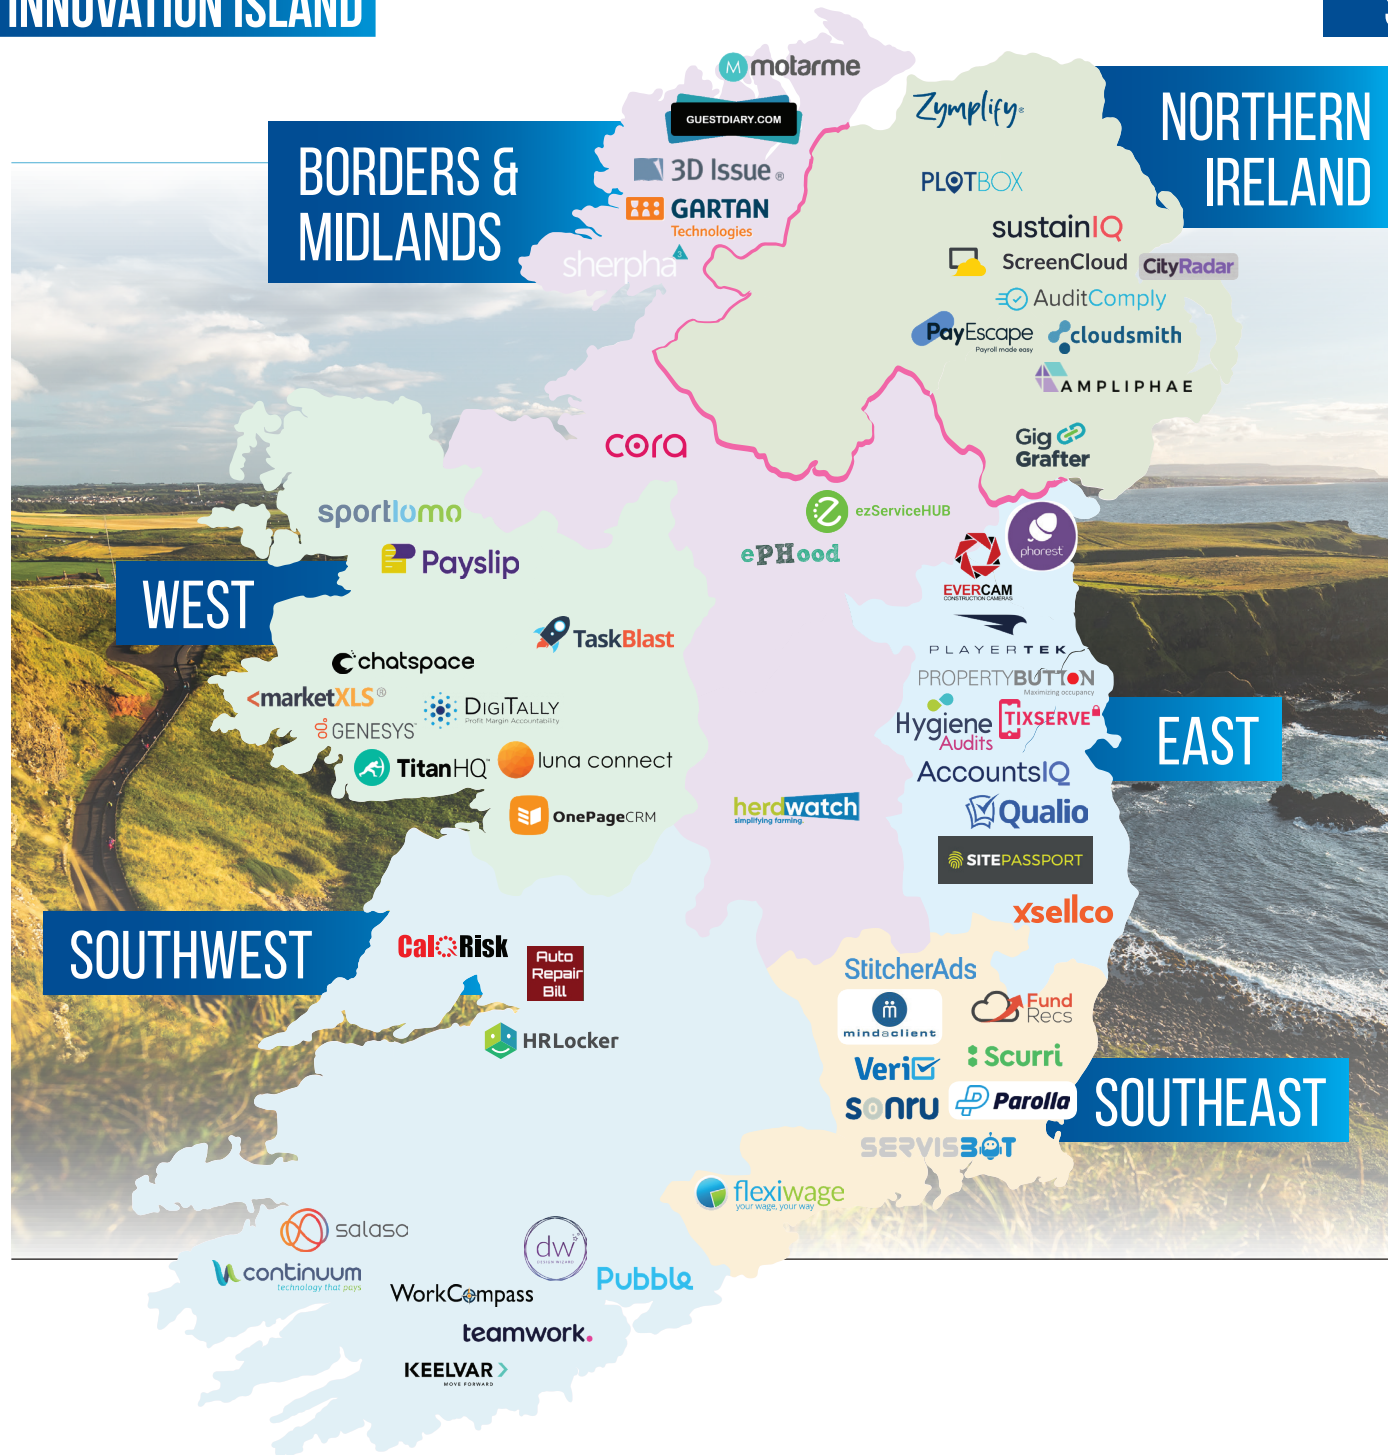 INNOVATION ISLAND
M motarme
GUESTDIARY.COM
BORDERS &
MIDLANDS
3D Issue®
GARTAN
Technologies
sherpha 3
NORTHERN
IRELAND
Zymplify®
PLOTBOX
sustainIQ
ScreenCloud
CityRadar
AuditComply
PayEscape
Payroll made easy
cloudsmith
AMPLIPHAE
Gig
Grafter
cora
ezServiceHUB
ePHood
phorest
EVERCAM
CONSTRUCTION CAMERAS
sportlomo
Payslip
WEST
TaskBlast
chatspace
<marketXLS®
DIGITALLY
Profit Margin Accountability
GENESYS
TitanHQ
luna connect
OnePageCRM
PLAYERTEK
PROPERTYBUTTON
Maximizing occupancy
Hygiene
Audits
TIXSERVE
EAST
AccountsIQ
Qualio
herdwatch
simplifying farming.
SITEPASSPORT
xsellco
SOUTHWEST
CalQRisk
Auto
Repair
Bill
HRLocker
StitcherAds
mindaclient
Fund
Recs
Veri
Scurri
sonru
Parolla
SERVISBOT
SOUTHEAST
flexiwage
your wage, your way
salaso
continuum
technology that pays
dw
DESIGN WIZARD
Pubble
WorkCompass
teamwork.
KEELVAR
MOVE FORWARD